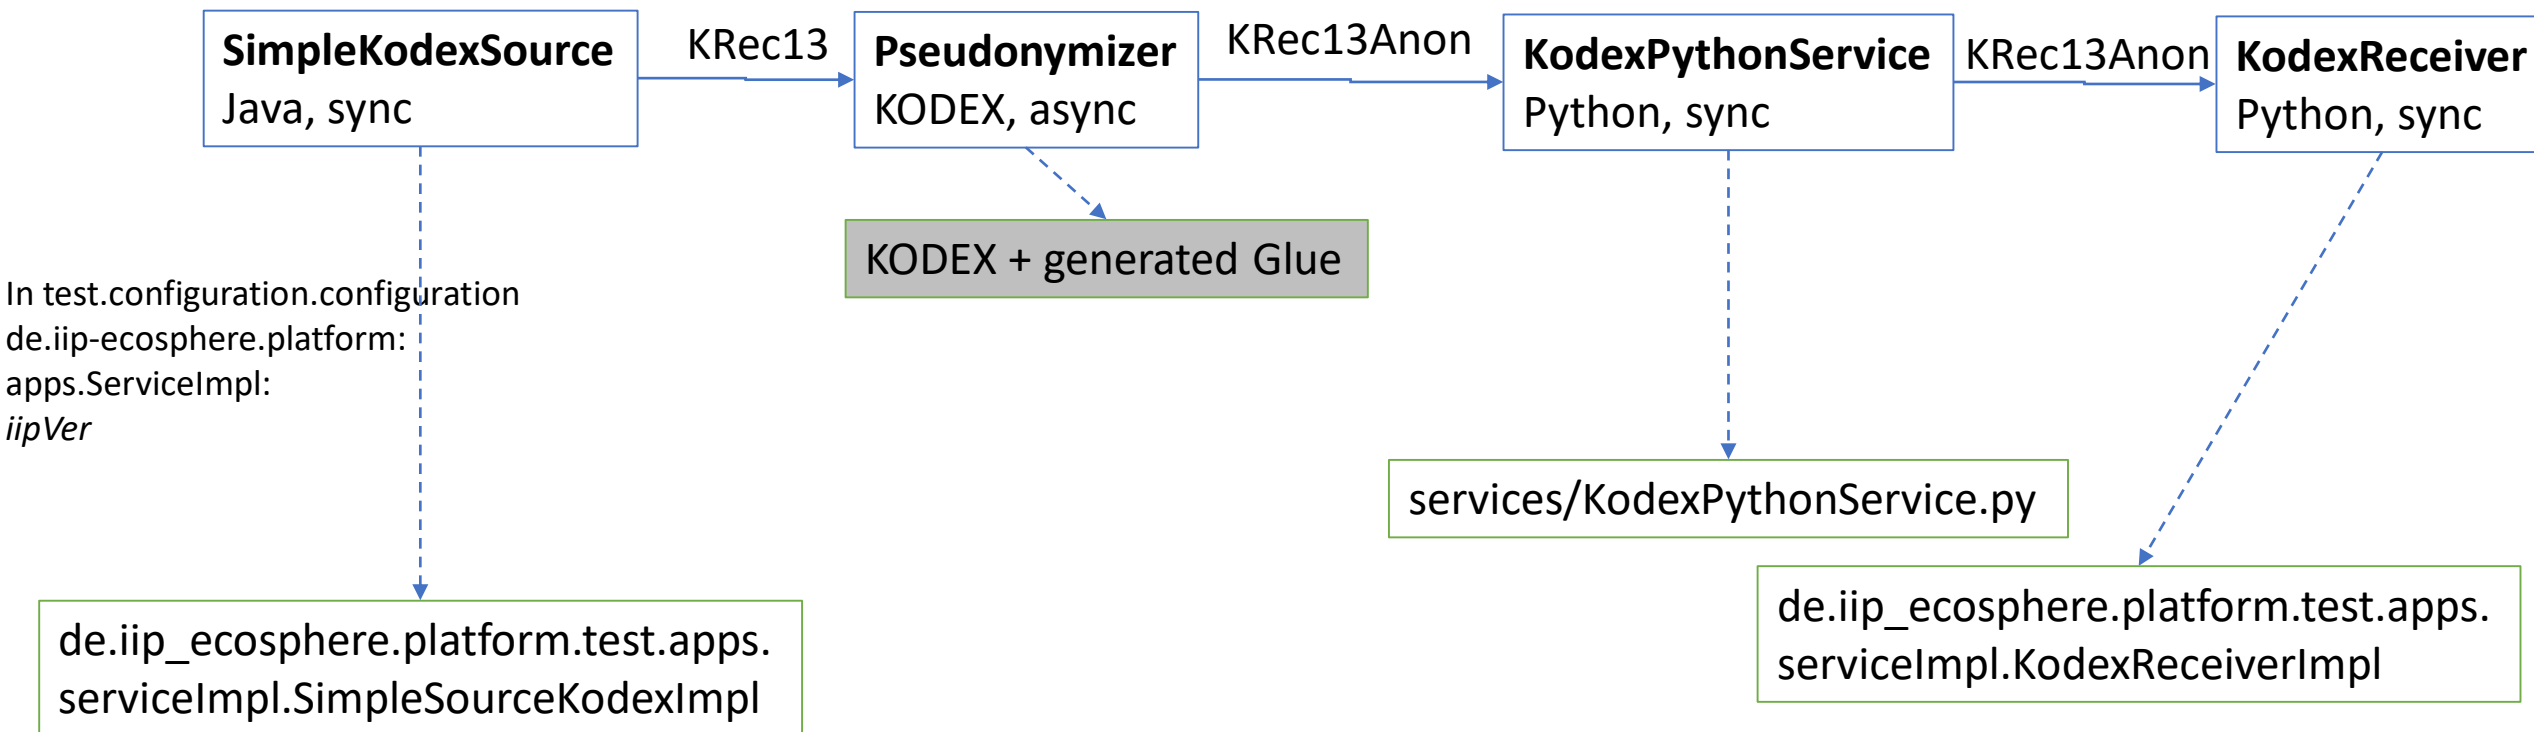 SimpleKodexSource
Java, sync
KRec13
Pseudonymizer
KODEX, async
KRec13Anon
KodexPythonService
Python, sync
KRec13Anon
KodexReceiver
Python, sync
KODEX + generated Glue
In test.configuration.configuration
de.iip-ecosphere.platform:
apps.ServiceImpl:
iipVer
services/KodexPythonService.py
de.iip_ecosphere.platform.test.apps.
serviceImpl.SimpleSourceKodexImpl
de.iip_ecosphere.platform.test.apps.
serviceImpl.KodexReceiverImpl